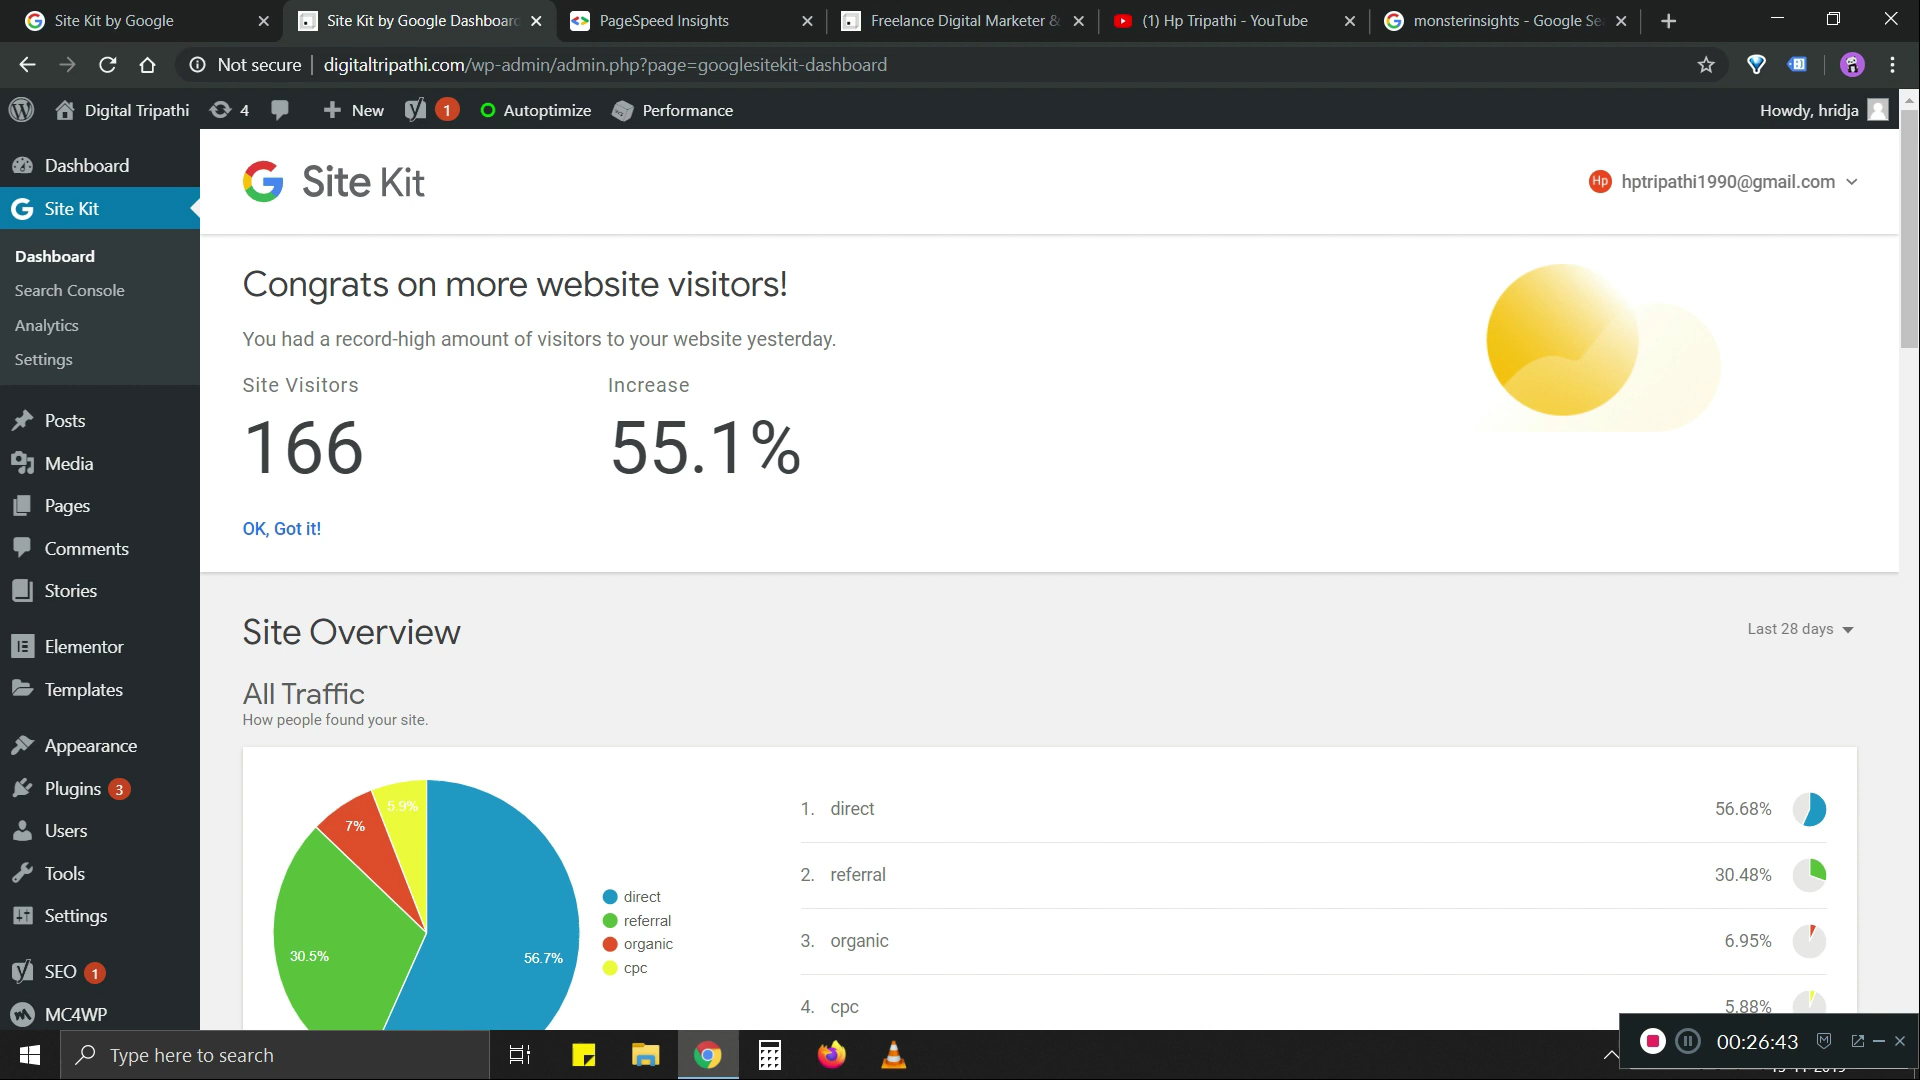 Site Kit by Google
Site Kit by Google Dashboard
PageSpeed Insights
Freelance Digital Marketer &
(1) Hp Tripathi - YouTube
monsterinsights - Google Se
Not secure
digitaltripathi.com/wp-admin/admin.php?page=googlesitekit-dashboard
Digital Tripathi
4
New
1
Autoptimize
Performance
Howdy, hridja
Dashboard
Site Kit
Dashboard
Search Console
Analytics
Settings
Posts
Media
Pages
Comments
Stories
Elementor
Templates
Appearance
Plugins 3
Users
Tools
Settings
SEO 1
MC4WP
Site Kit
Hp hptripathi1990@gmail.com
Congrats on more website visitors!
You had a record-high amount of visitors to your website yesterday.
Site Visitors
Increase
166
55.1%
OK, Got it!
Site Overview
Last 28 days
All Traffic
How people found your site.
5.9%
7%
30.5%
56.7%
direct
referral
organic
cpc
1. direct 56.68%
2. referral 30.48%
3. organic 6.95%
4. cpc 5.88%
Type here to search
00:26:43